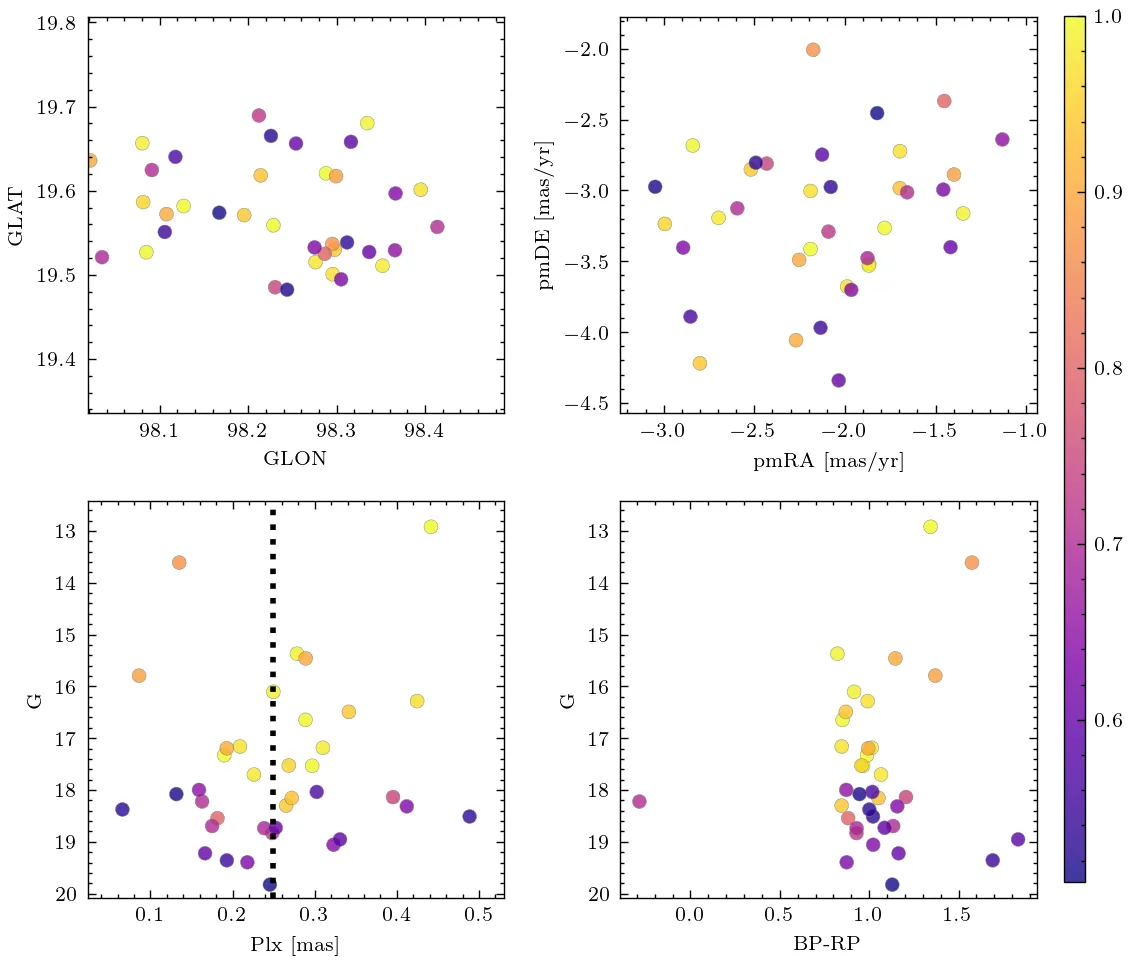 19.8
19.7
19.6
19.5
19.4
GLAT
98.1 98.2 98.3 98.4
GLON
−2.0
−2.5
−3.0
−3.5
−4.0
−4.5
pmDE [mas/yr]
−3.0 −2.5 −2.0 −1.5 −1.0
pmRA [mas/yr]
1.0
0.9
0.8
0.7
0.6
13
14
15
16
17
18
19
20
G
0.1 0.2 0.3 0.4 0.5
Plx [mas]
13
14
15
16
17
18
19
20
G
0.0 0.5 1.0 1.5
BP-RP